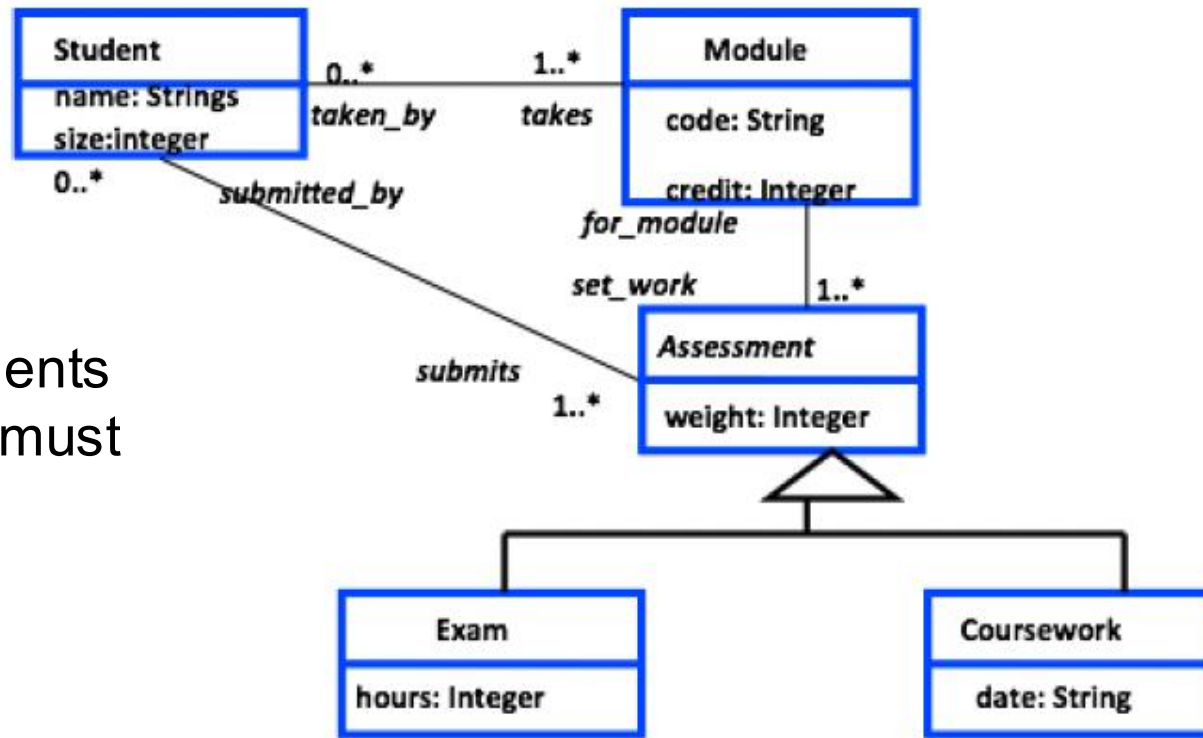 Student
name: Strings
size:integer
0..*
0..*
taken_by
1..*
takes
Module
code: String
credit: Integer
submitted_by
for_module
set_work
1..*
ents
must
submits
1..*
Assessment
weight: Integer
Exam
hours: Integer
Coursework
date: String